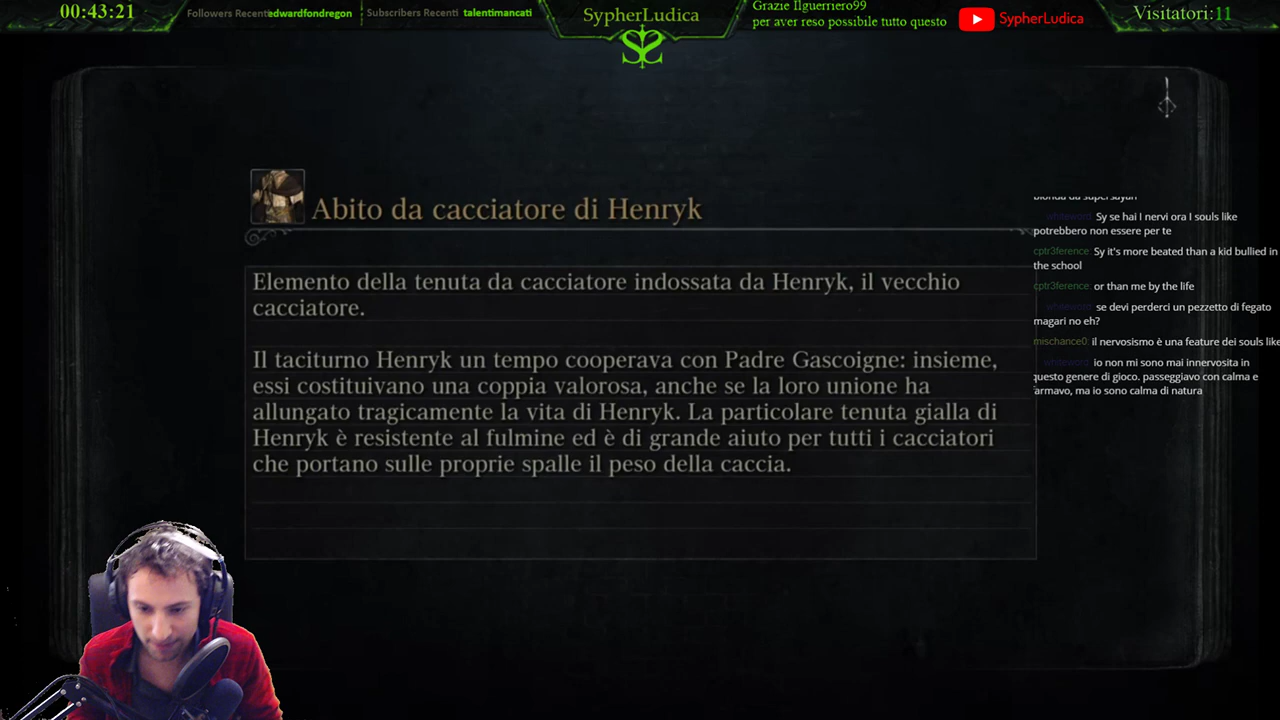 00:43:21
Followers Recenti
edwardfondregon
Subscribers Recenti
talentimancati
SypherLudica
Grazie Ilguerriero99
per aver reso possibile tutto questo
SypherLudica
Visitatori:11
Abito da cacciatore di Henryk
Elemento della tenuta da cacciatore indossata da Henryk, il vecchio
cacciatore.
Il taciturno Henryk un tempo cooperava con Padre Gascoigne: insieme,
essi costituivano una coppia valorosa, anche se la loro unione ha
allungato tragicamente la vita di Henryk. La particolare tenuta gialla di
Henryk è resistente al fulmine ed è di grande aiuto per tutti i cacciatori
che portano sulle proprie spalle il peso della caccia.
whiteword: Sy se hai I nervi ora I souls like
potrebbero non essere per te
cptr3ference: Sy it's more beated than a kid bullied in
the school
cptr3ference: or than me by the life
whiteword: se devi perderci un pezzetto di fegato
magari no eh?
mischance0: il nervosismo è una feature dei souls like
whiteword: io non mi sono mai innervosita in
questo genere di gioco. passeggiavo con calma e
farmavo, ma io sono calma di natura